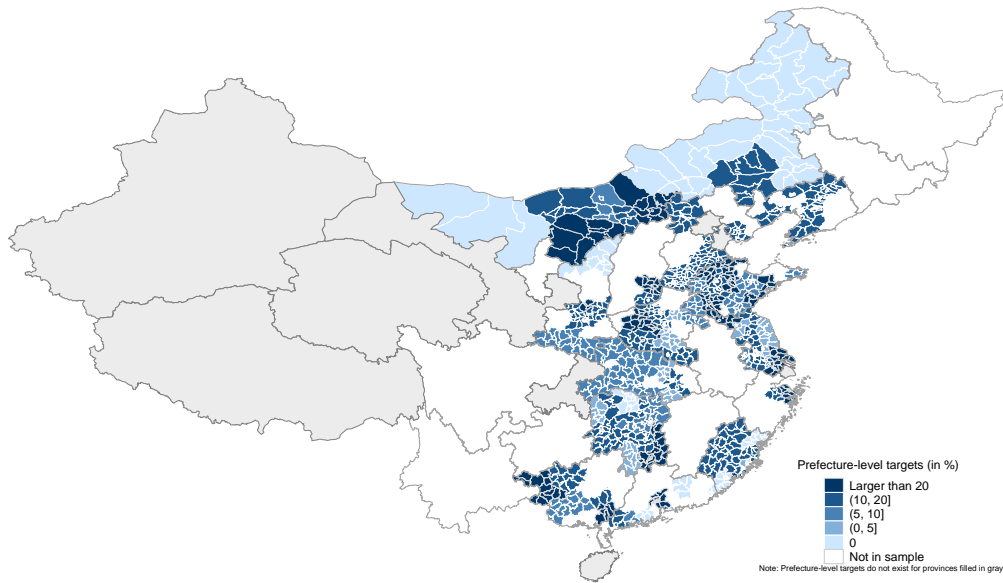 Prefecture-level targets (in %)
Larger than 20
(10, 20]
(5, 10]
(0, 5]
0
Not in sample
Note: Prefecture-level targets do not exist for provinces filled in gray